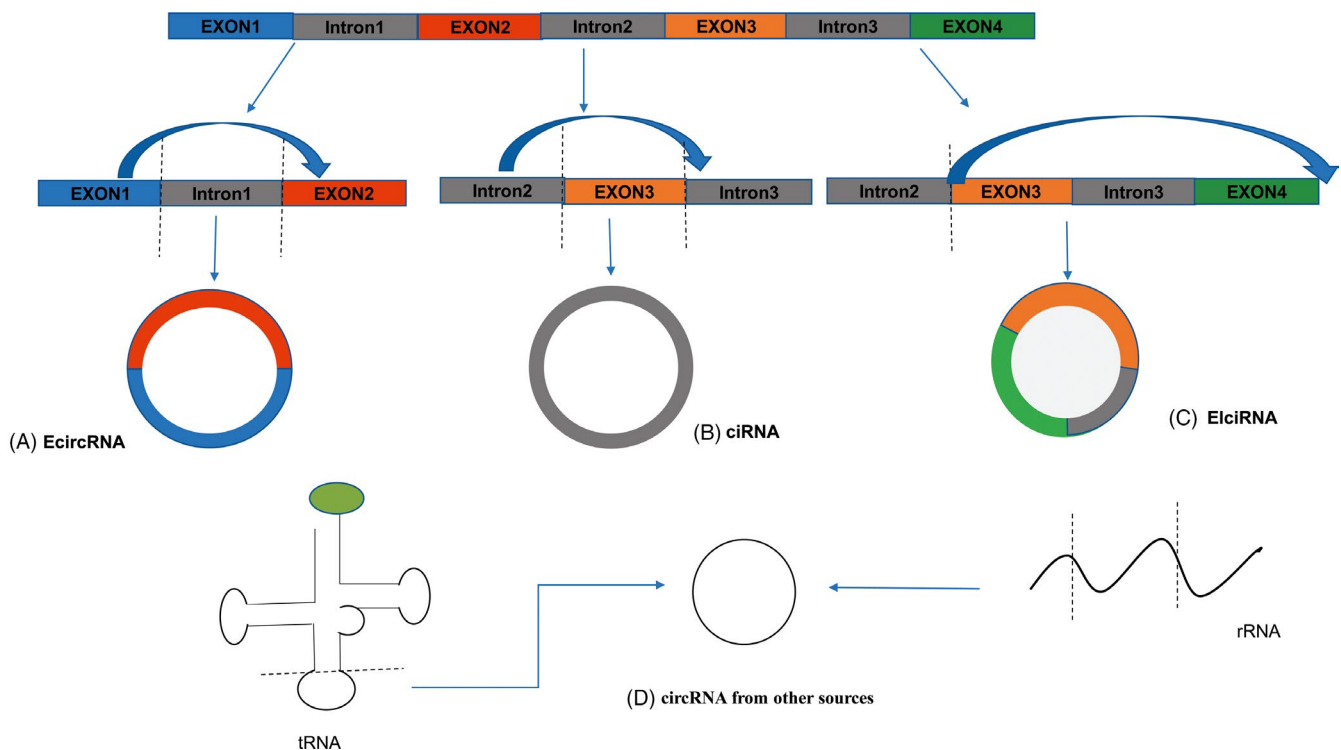 EXON1 Intron1 EXON2 Intron2 EXON3 Intron3 EXON4
EXON1 Intron1 EXON2
Intron2 EXON3 Intron3
Intron2 EXON3 Intron3 EXON4
(A) EcircRNA
(B) ciRNA
(C) EIciRNA
tRNA
(D) circRNA from other sources
rRNA